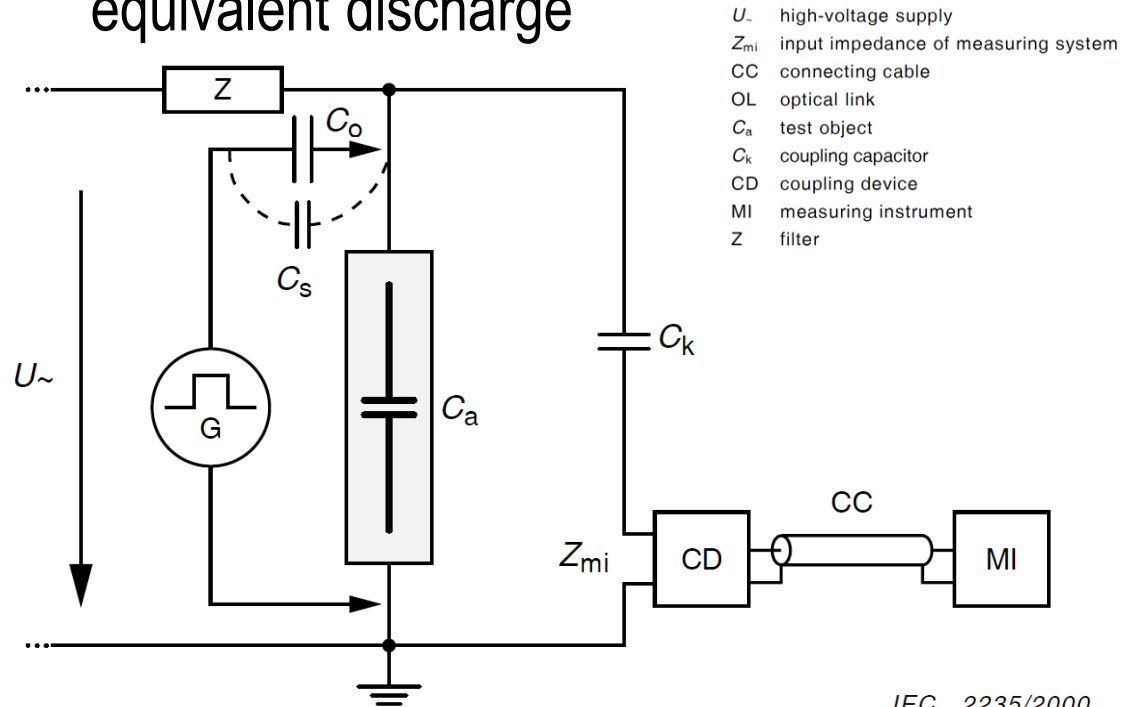 equivalent discharge
U~ high-voltage supply
Zmi input impedance of measuring system
CC connecting cable
OL optical link
Ca test object
Ck coupling capacitor
CD coupling device
MI measuring instrument
Z filter
Z
Co
Cs
U~
G
Ca
Ck
Zmi
CD
CC
MI
IEC 2235/2000